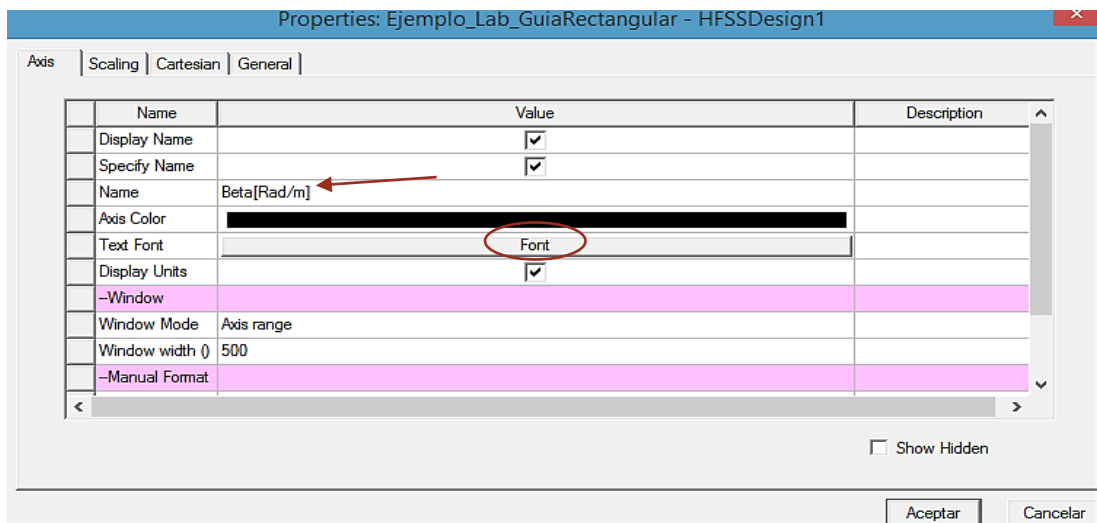 Properties: Ejemplo_Lab_GuiaRectangular - HFSSDesign1
Axis Scaling Cartesian General
Name Value Description
Display Name
Specify Name
Name Beta[Rad/m]
Axis Color
Text Font Font
Display Units
--Window
Window Mode Axis range
Window width () 500
--Manual Format
Show Hidden
Aceptar Cancelar